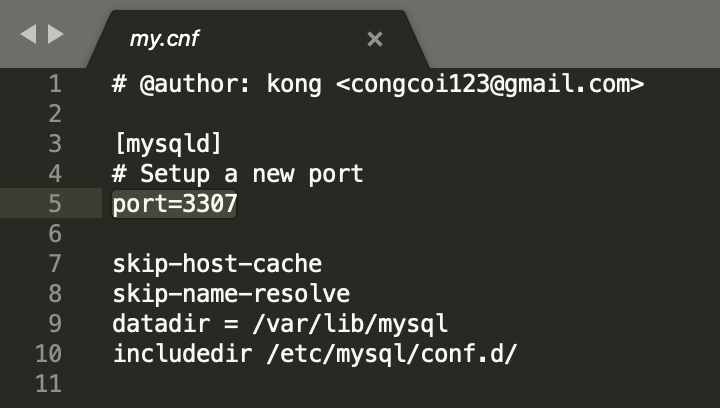 my.cnf ×
1 # @author: kong <congcoi123@gmail.com>
2
3 [mysqld]
4 # Setup a new port
5 port=3307
6
7 skip-host-cache
8 skip-name-resolve
9 datadir = /var/lib/mysql
10 includedir /etc/mysql/conf.d/
11